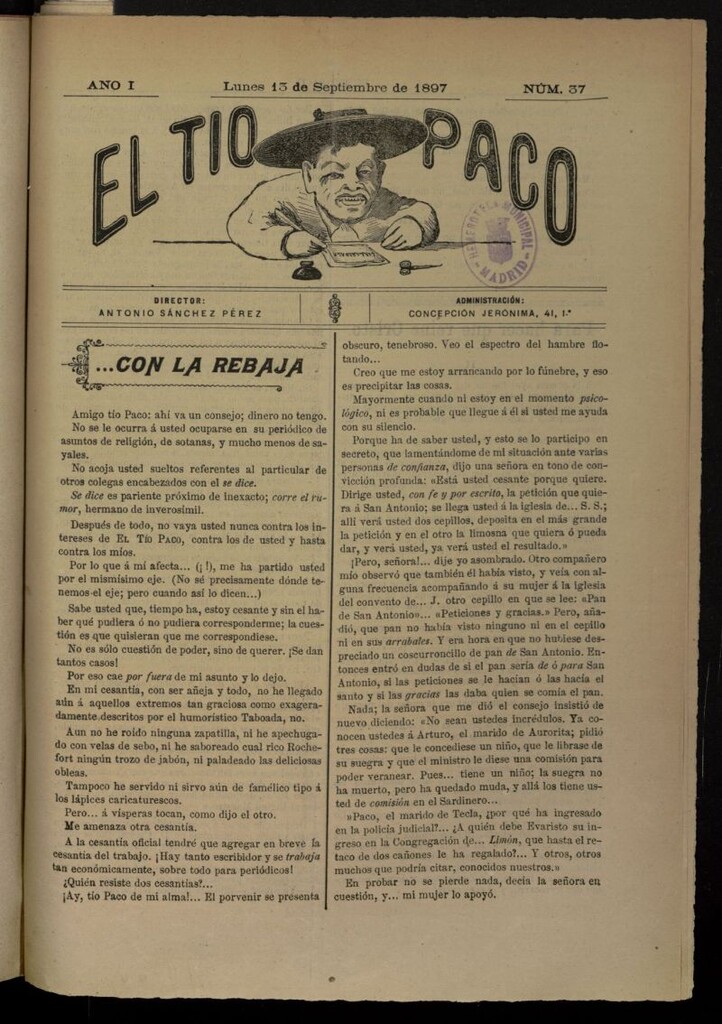 AÑO I
Lunes 13 de Septiembre de 1897
NÚM. 37
EL TIO PACO
HEMEROTECA MUNICIPAL
MADRID
DIRECTOR:
ANTONIO SÁNCHEZ PÉREZ
ADMINISTRACIÓN:
CONCEPCIÓN JERÓNIMA, 41, 1.º
...CON LA REBAJA
Amigo tío Paco: ahí va un consejo; dinero no tengo.
No se le ocurra á usted ocuparse en su periódico de
asuntos de religión, de sotanas, y mucho menos de sa-
yales.
No acoja usted sueltos referentes al particular de
otros colegas encabezados con el se dice.
Se dice es pariente próximo de inexacto; corre el ru-
mor, hermano de inverosímil.
Después de todo, no vaya usted nunca contra los in-
tereses de EL TÍO PACO, contra los de usted y hasta
contra los míos.
Por lo que á mi afecta... (¡ !), me ha partido usted
por el mismísimo eje. (No sé precisamente dónde te-
nemos el eje; pero cuando así lo dicen...)
Sabe usted que, tiempo ha, estoy cesante y sin el ha-
ber qué pudiera ó no pudiera corresponderme; la cues-
tión es que quisieran que me correspondiese.
No es sólo cuestión de poder, sino de querer. ¡Se dan
tantos casos!
Por eso cae por fuera de mi asunto y lo dejo.
En mi cesantía, con ser añeja y todo, no he llegado
aún á aquellos extremos tan graciosa como exagera-
damente descritos por el humorístico Taboada, no.
Aun no he roído ninguna zapatilla, ni he apechuga-
do con velas de sebo, ni he saboreado cual rico Roche-
fort ningún trozo de jabón, ni paladeado las deliciosas
obleas.
Tampoco he servido ni sirvo aún de famélico tipo á
los lápices caricaturescos.
Pero... á vísperas tocan, como dijo el otro.
Me amenaza otra cesantía.
Á la cesantía oficial tendré que agregar en breve la
cesantía del trabajo. ¡Hay tanto escribidor y se trabaja
tan económicamente, sobre todo para periódicos!
¿Quién resiste dos cesantías?...
¡Ay, tío Paco de mi alma!... El porvenir se presenta
obscuro, tenebroso. Veo el espectro del hambre flo-
tando...
Creo que me estoy arrancando por lo fúnebre, y eso
es precipitar las cosas.
Mayormente cuando ni estoy en el momento psico-
lógico, ni es probable que llegue á él si usted me ayuda
con su silencio.
Porque ha de saber usted, y esto se lo participo en
secreto, que lamentándome de mi situación ante varias
personas de confianza, dijo una señora en tono de con-
vicción profunda: «Está usted cesante porque quiere.
Dirige usted, con fe y por escrito, la petición que quie-
ra á San Antonio; se llega usted á la iglesia de... S. S.;
allí verá usted dos cepillos, deposita en el más grande
la petición y en el otro la limosna que quiera ó pueda
dar, y verá usted, ya verá usted el resultado.»
¡Pero, señora!... dije yo asombrado. Otro compañero
mío observó que también él había visto, y veía con al-
guna frecuencia acompañando á su mujer á la iglesia
del convento de... J. otro cepillo en que se lee: «Pan
de San Antonio»... «Peticiones y gracias.» Pero, aña-
dió, que pan no había visto ninguno ni en el cepillo
ni en sus arrabales. Y era hora en que no hubiese des-
preciado un coscurroncillo de pan de San Antonio. En-
tonces entró en dudas de si el pan sería de ó para San
Antonio, si las peticiones se le hacían ó las hacía el
santo y si las gracias las daba quien se comía el pan.
Nada; la señora que me dió el consejo insistió de
nuevo diciendo: «No sean ustedes incrédulos. Ya co-
nocen ustedes á Arturo, el marido de Aurorita; pidió
tres cosas: que le concediese un niño, que le librase de
su suegra y que el ministro le diese una comisión para
poder veranear. Pues... tiene un niño; la suegra no
ha muerto, pero ha quedado muda, y allá los tiene us-
ted de comisión en el Sardinero...
»Paco, el marido de Tecla, ¿por qué ha ingresado
en la policía judicial?... ¿A quién debe Evaristo su in-
greso en la Congregación de... Limón, que hasta el re-
taco de dos cañones le ha regalado?... Y otros, otros
muchos que podría citar, conocidos nuestros.»
En probar no se pierde nada, decía la señora en
cuestión, y... mi mujer lo apoyó.